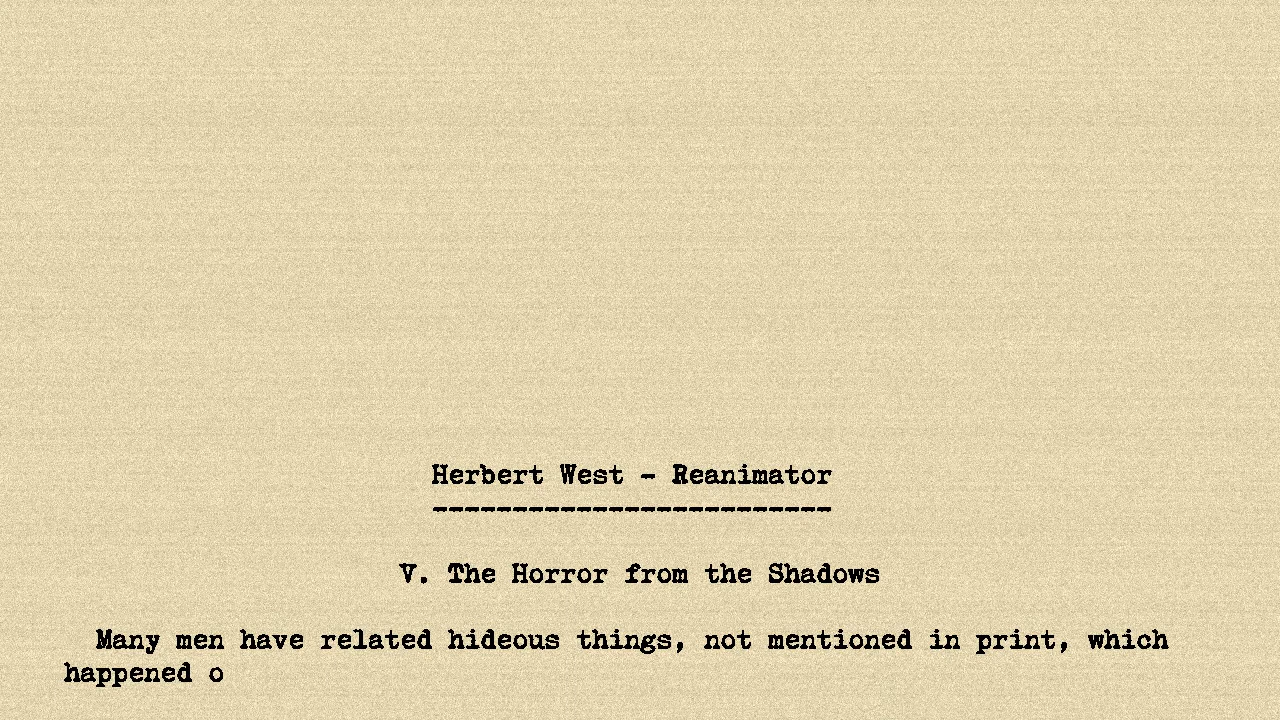 Herbert West – Reanimator
-------------------------
V. The Horror from the Shadows
Many men have related hideous things, not mentioned in print, which
happened o